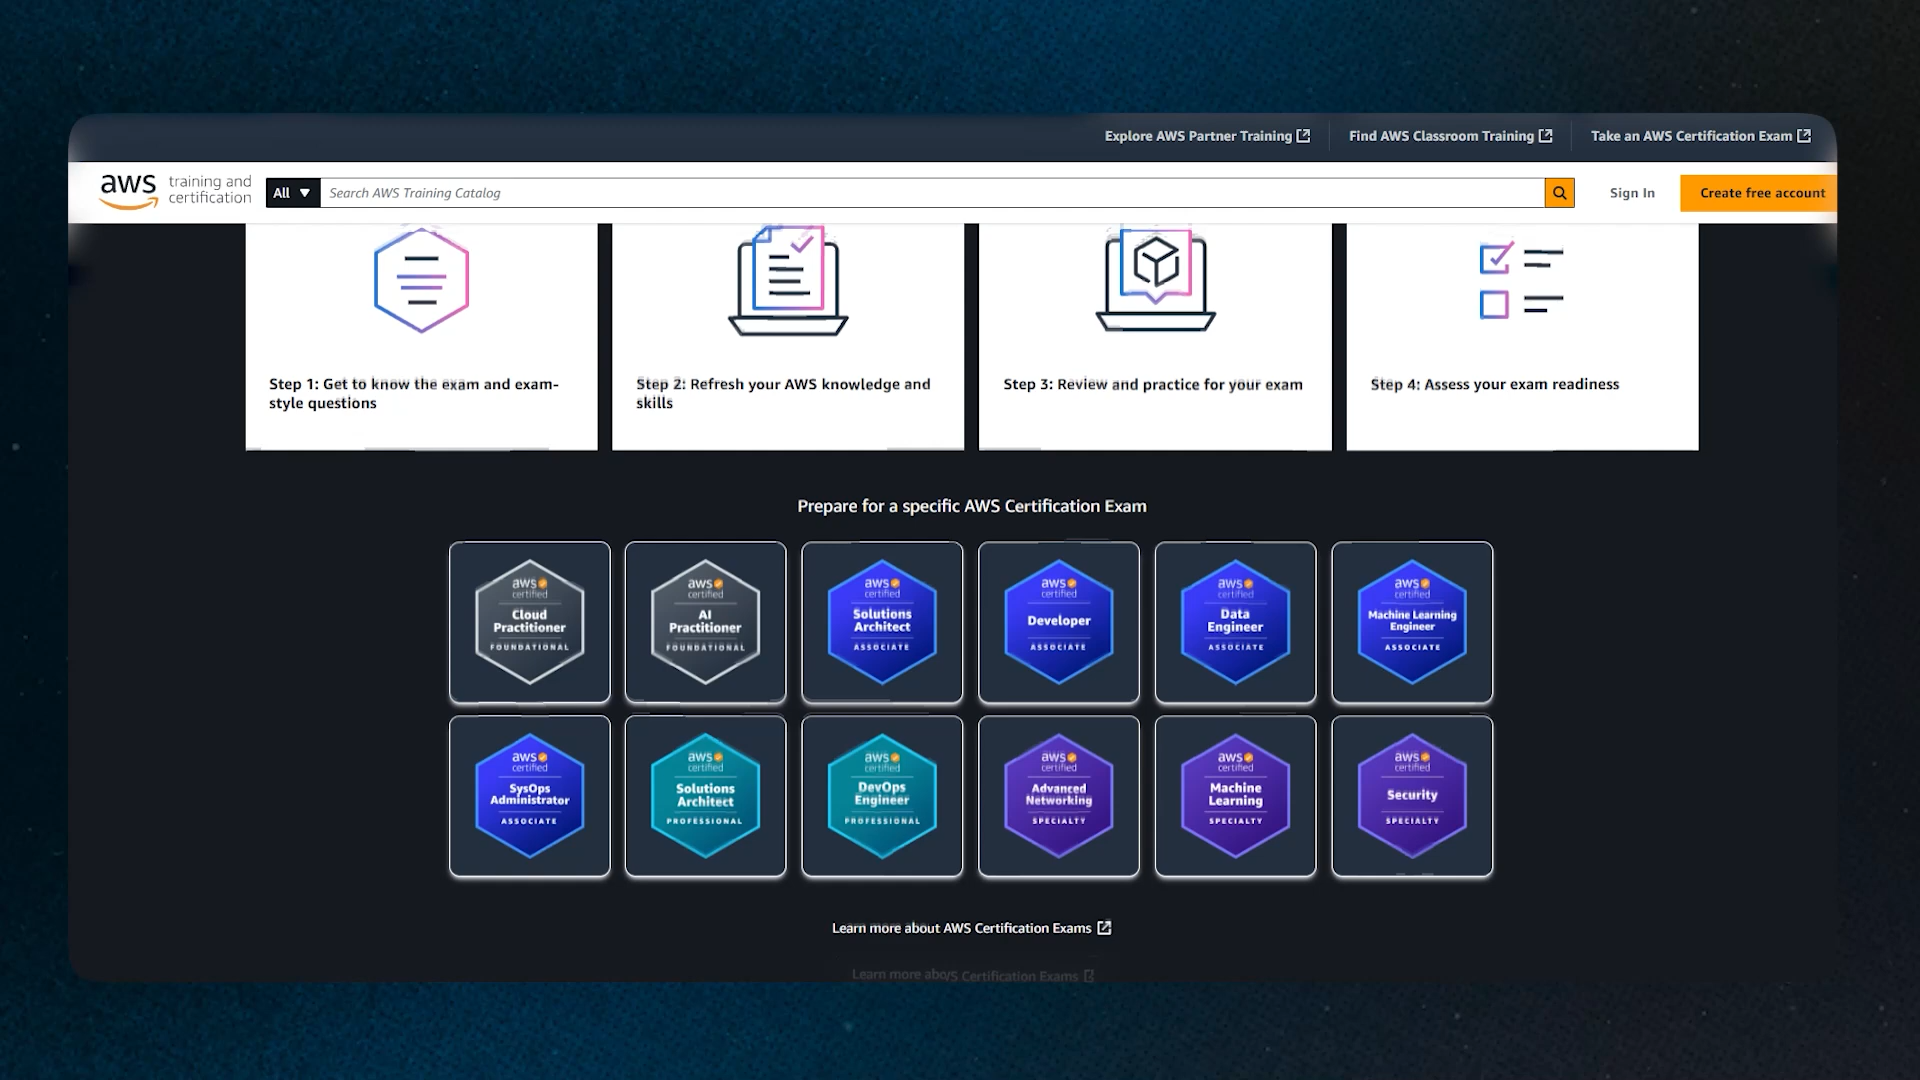 Explore AWS Partner Training
Find AWS Classroom Training
Take an AWS Certification Exam
aws training and certification
All
Search AWS Training Catalog
Sign In
Create free account
Step 1: Get to know the exam and exam-
style questions
Step 2: Refresh your AWS knowledge and
skills
Step 3: Review and practice for your exam
Step 4: Assess your exam readiness
Prepare for a specific AWS Certification Exam
aws
certified
Cloud
Practitioner
FOUNDATIONAL
aws
certified
AI
Practitioner
FOUNDATIONAL
aws
certified
Solutions
Architect
ASSOCIATE
aws
certified
Developer
ASSOCIATE
aws
certified
Data
Engineer
ASSOCIATE
aws
certified
Machine Learning
Engineer
ASSOCIATE
aws
certified
SysOps
Administrator
ASSOCIATE
aws
certified
Solutions
Architect
PROFESSIONAL
aws
certified
DevOps
Engineer
PROFESSIONAL
aws
certified
Advanced
Networking
SPECIALTY
aws
certified
Machine
Learning
SPECIALTY
aws
certified
Security
SPECIALTY
Learn more about AWS Certification Exams
Learn more Certification Exams